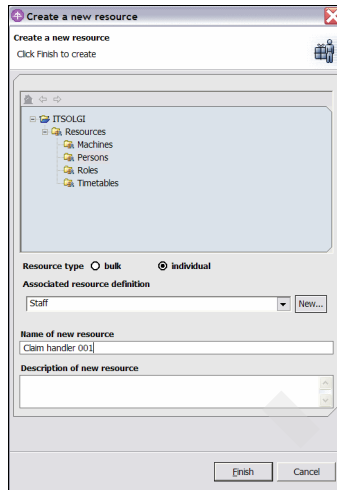 Create a new resource
Create a new resource
Click Finish to create
ITSOLGI
Resources
Machines
Persons
Roles
Timetables
Resource type bulk individual
Associated resource definition
Staff New...
Name of new resource
Claim handler 001
Description of new resource
Finish Cancel